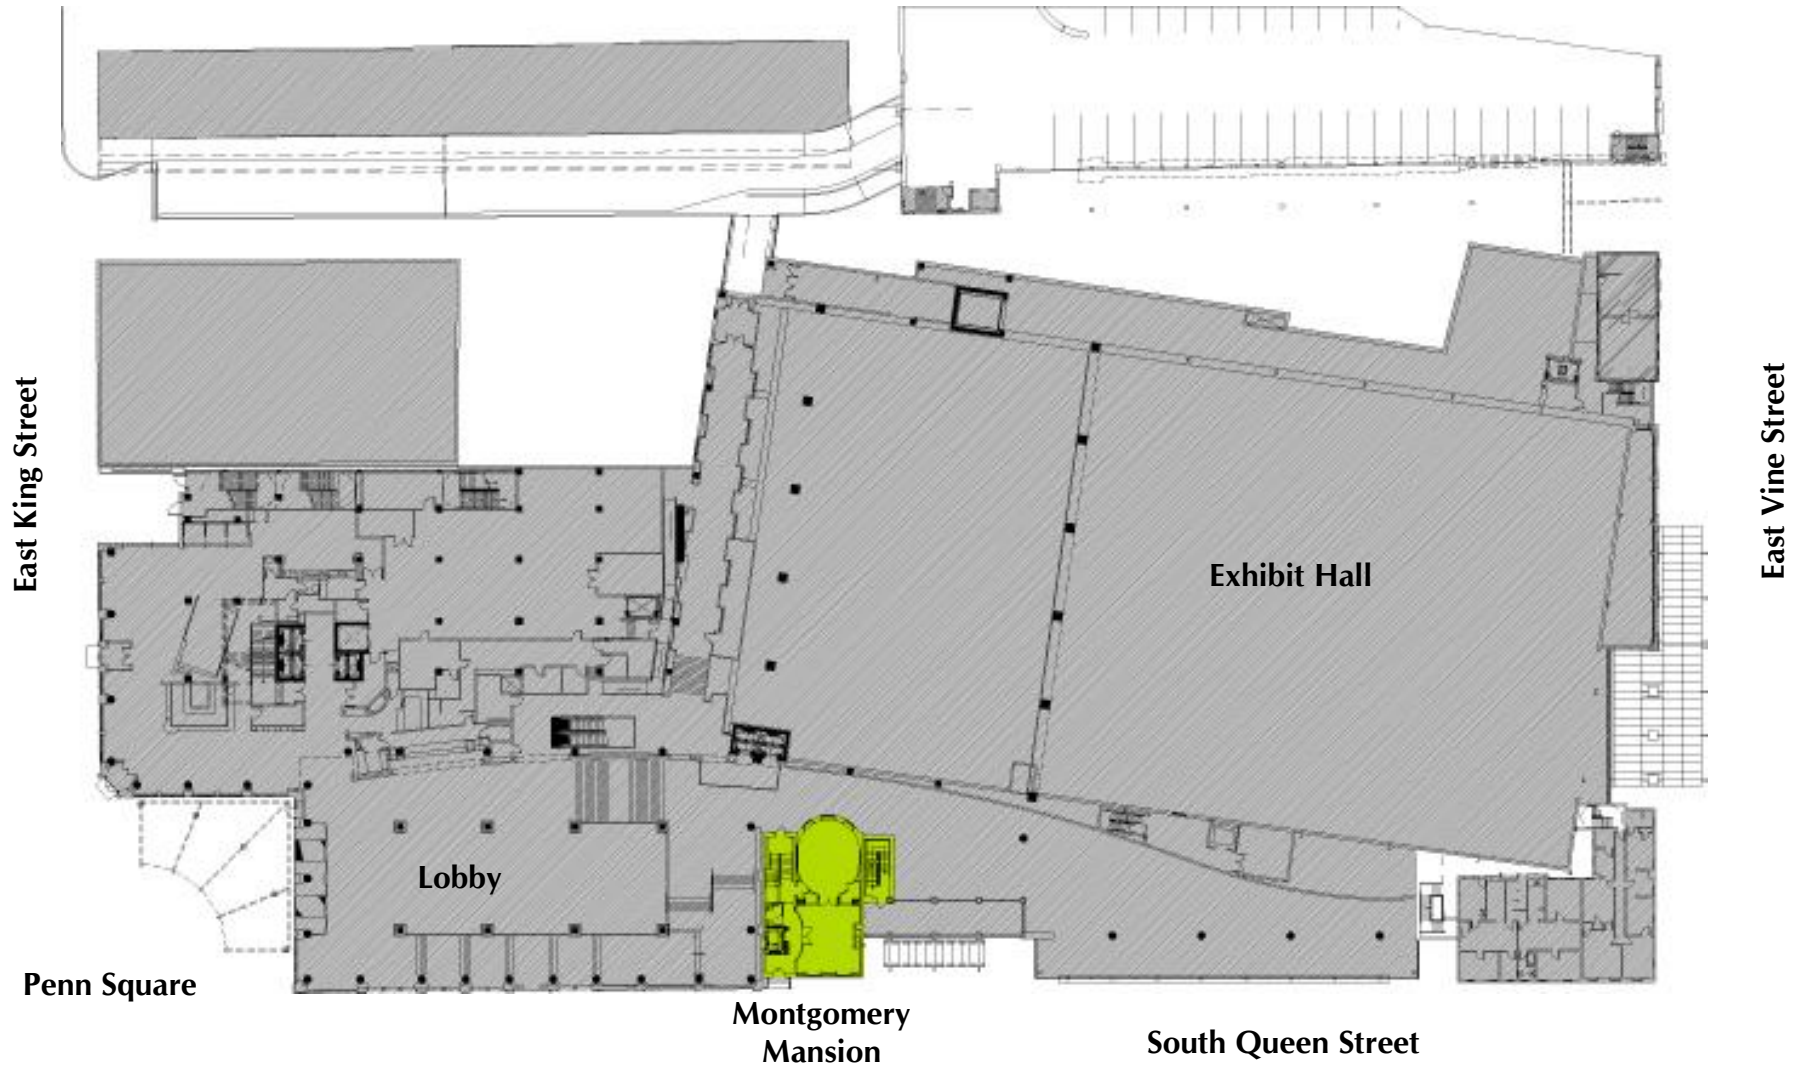 East King Street
East Vine Street
Exhibit Hall
Lobby
Penn Square
Montgomery
Mansion
South Queen Street